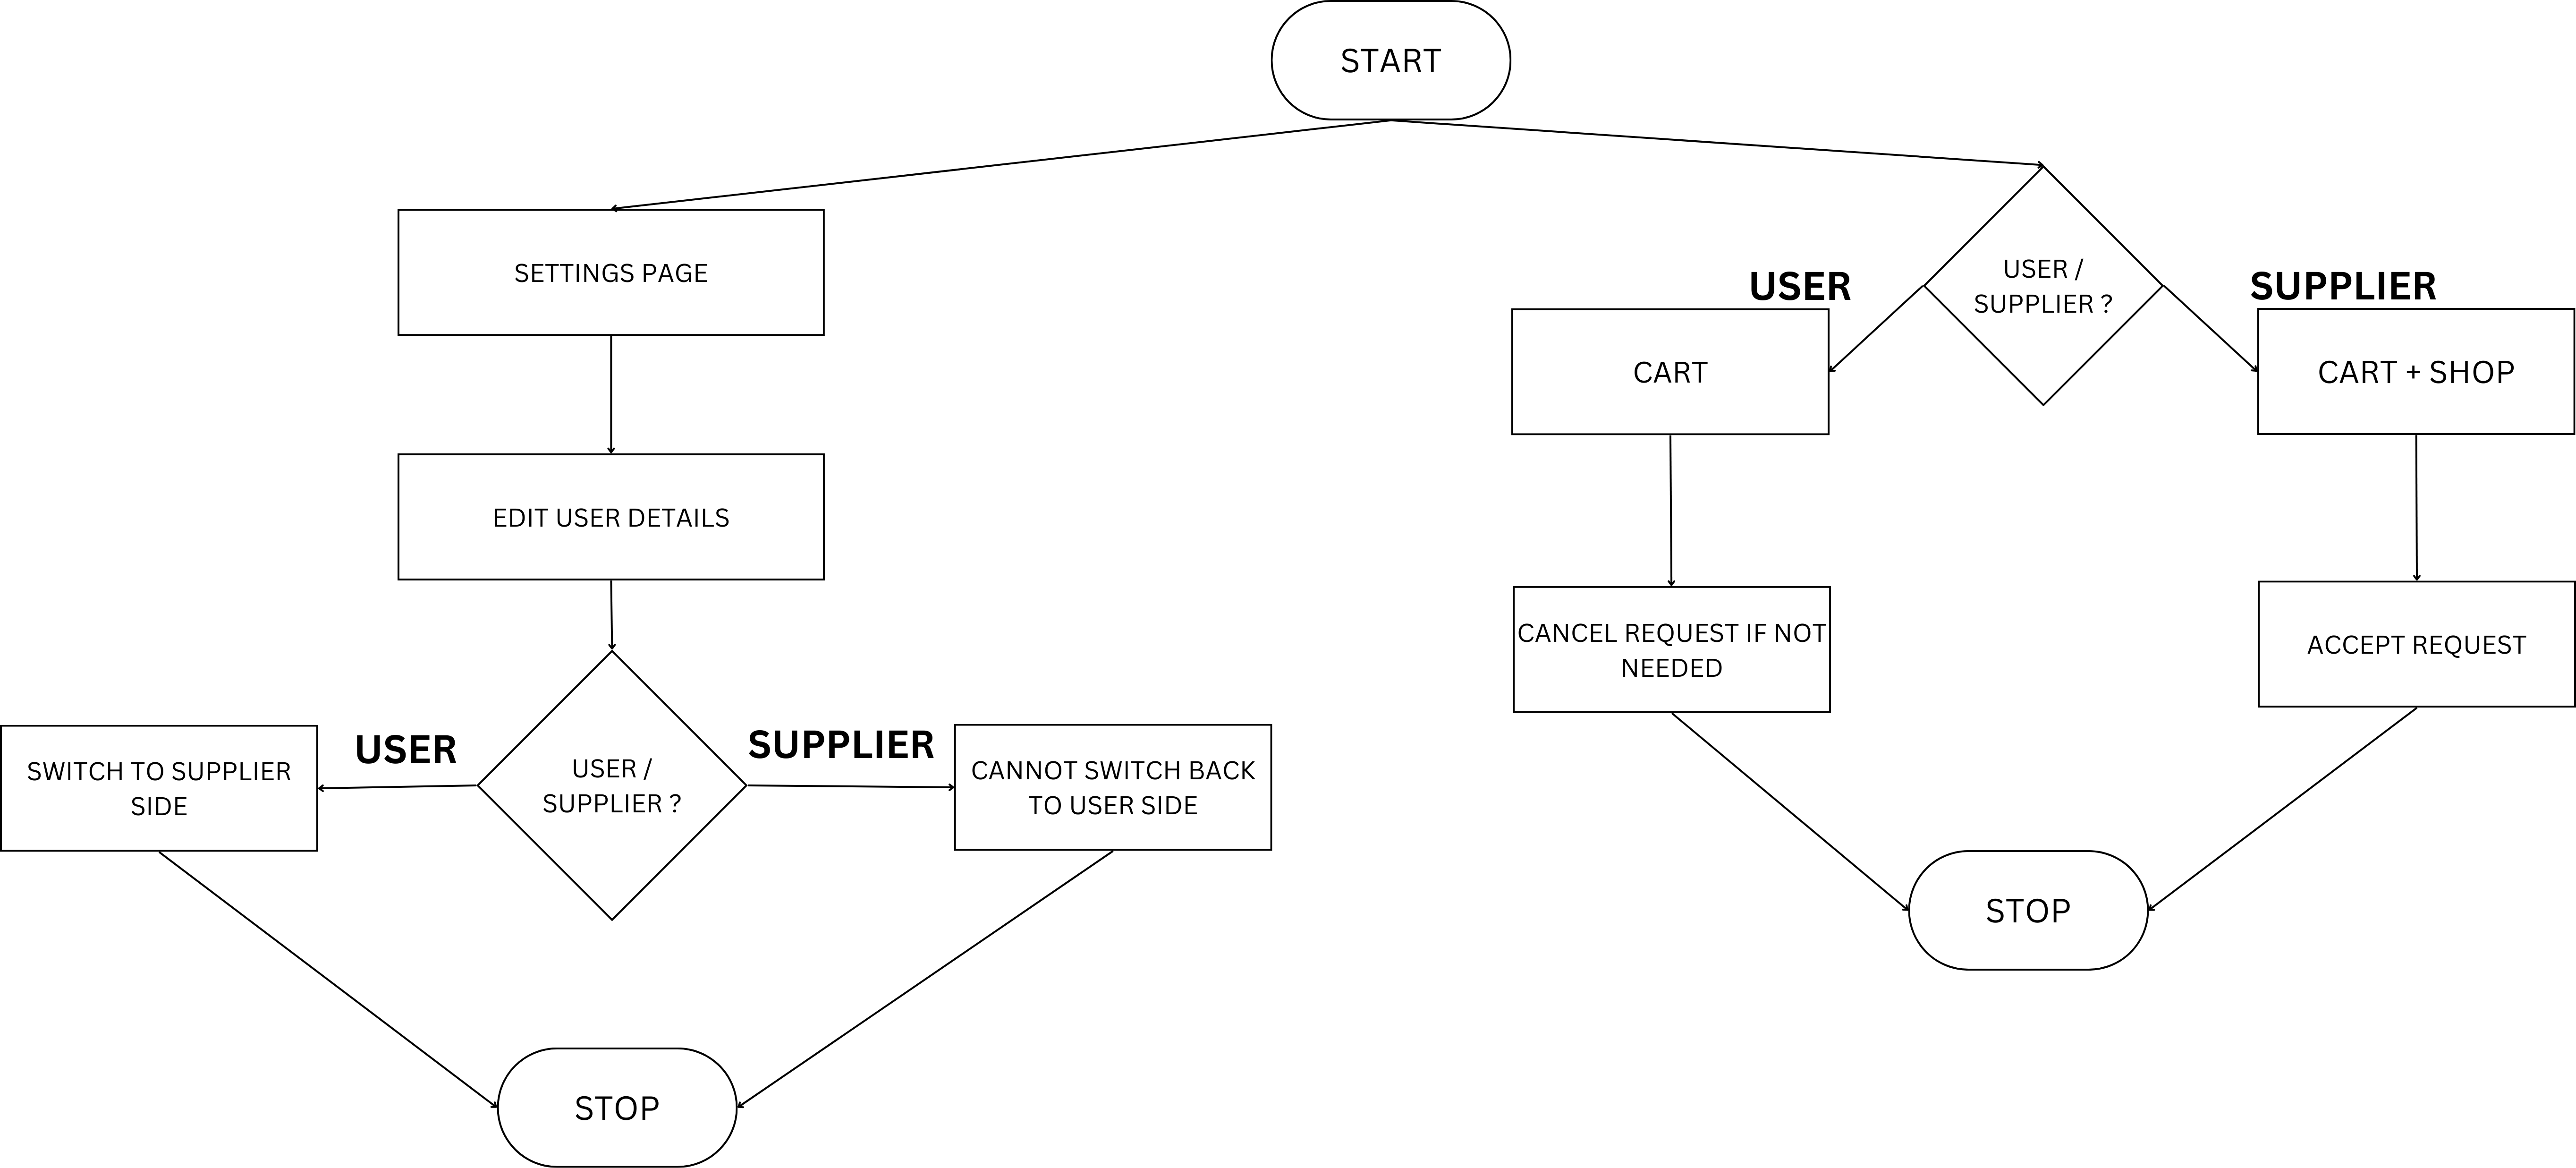 START
SETTINGS PAGE
EDIT USER DETAILS
USER /
SUPPLIER ?
USER
SWITCH TO SUPPLIER
SIDE
SUPPLIER
CANNOT SWITCH BACK
TO USER SIDE
STOP
USER /
SUPPLIER ?
USER
CART
CANCEL REQUEST IF NOT
NEEDED
SUPPLIER
CART + SHOP
ACCEPT REQUEST
STOP